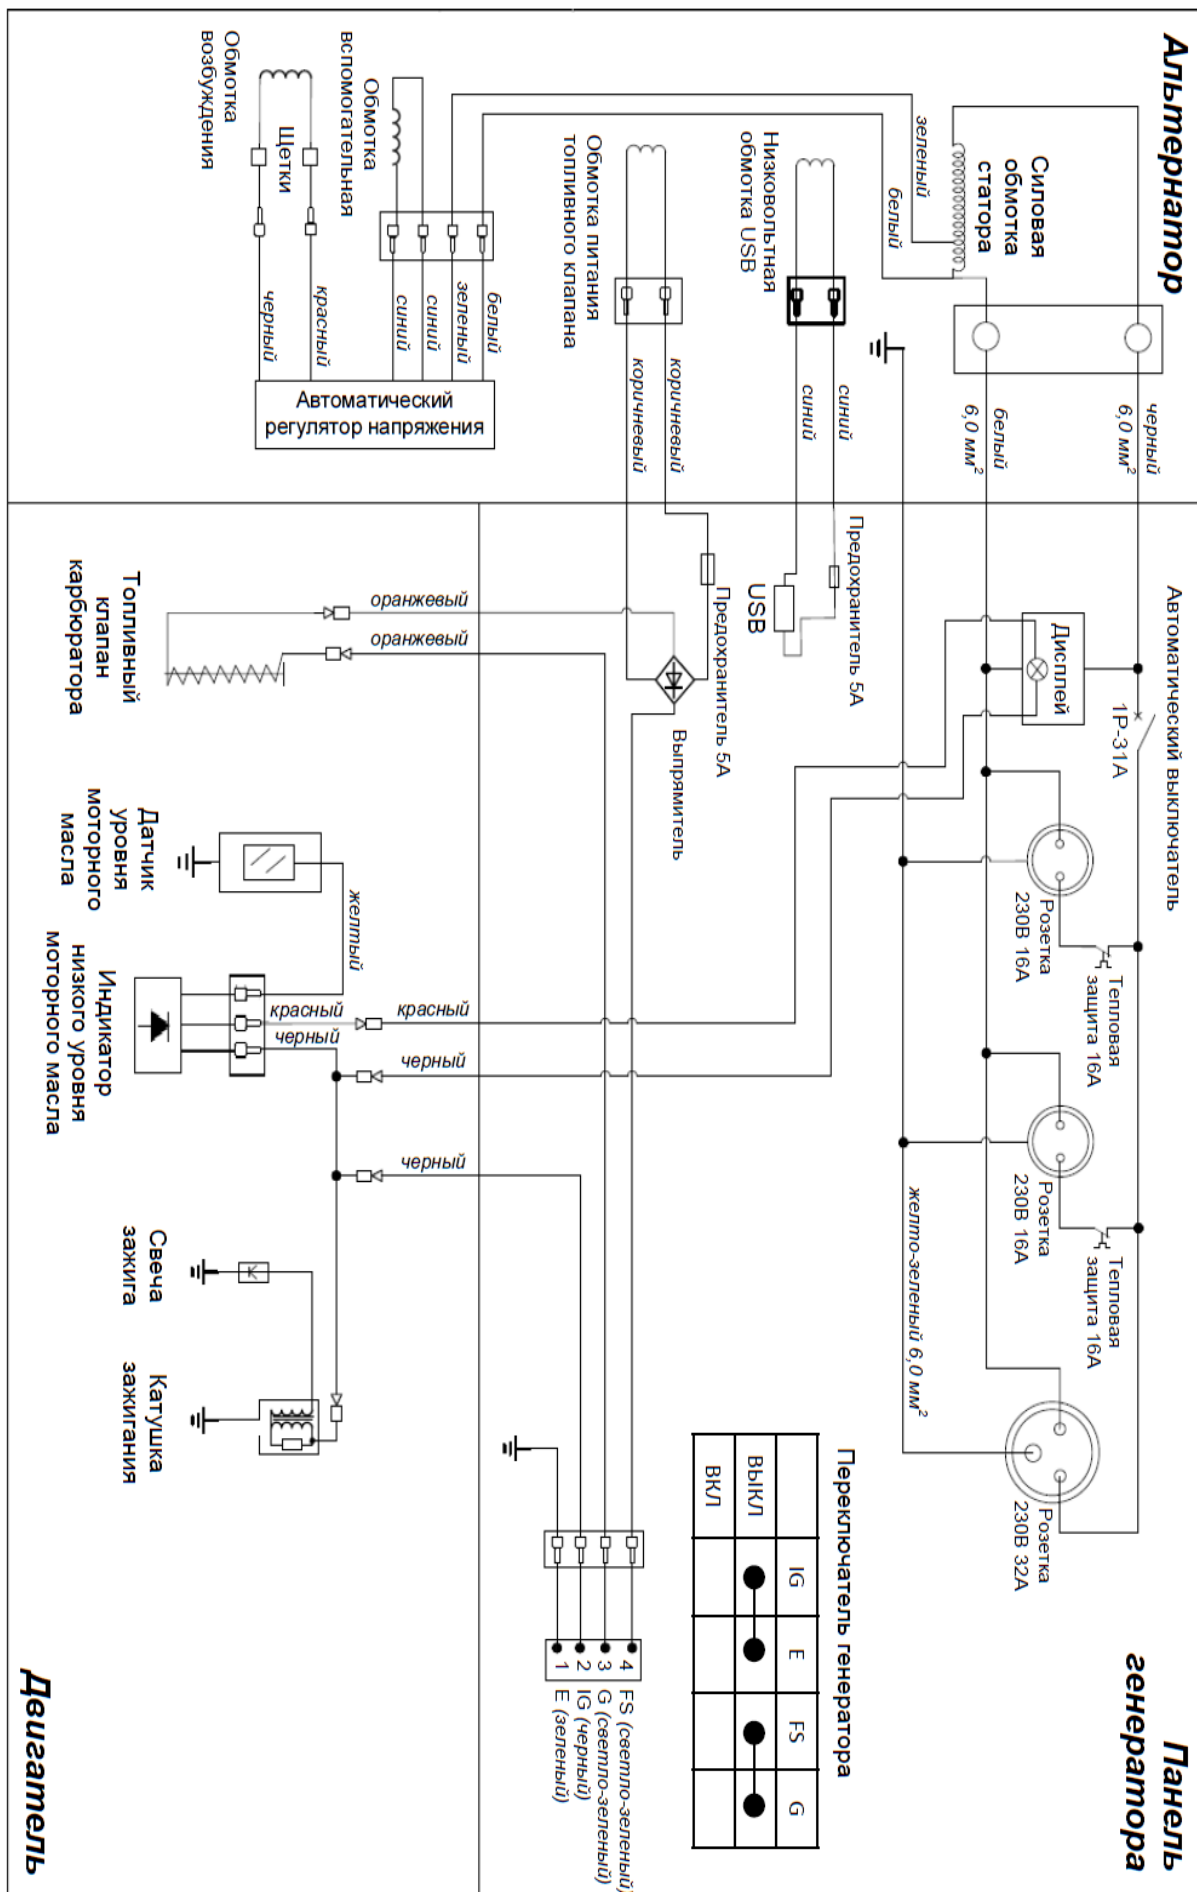 Альтернатор
Силовая
обмотка
статора
зеленый
белый
Низковольтная
обмотка USB
Обмотка питания
топливного клапана
Обмотка
вспомогательная
Обмотка
возбуждения
Щетки
черный
красный
синий
синий
зеленый
белый
Автоматический
регулятор напряжения
коричневый
коричневый
синий
синий
белый
6,0 мм²
черный
6,0 мм²
Панель
генератора
Автоматический выключатель
1P-31A
Дисплей
Предохранитель 5А
USB
Предохранитель 5А
Выпрямитель
Розетка
230В 16А
Тепловая
защита 16А
Розетка
230В 16А
Тепловая
защита 16А
Розетка
230В 32А
желто-зеленый 6,0 мм²
Переключатель генератора
IG E FS G
ВЫКЛ
ВКЛ
4 FS (светло-зеленый)
3 G (светло-зеленый)
2 IG (черный)
1 E (зеленый)
Двигатель
Топливный
клапан
карбюратора
оранжевый
оранжевый
Датчик
уровня
моторного
масла
желтый
Индикатор
низкого уровня
моторного масла
красный
черный
красный
черный
черный
Свеча
зажига
Катушка
зажигания